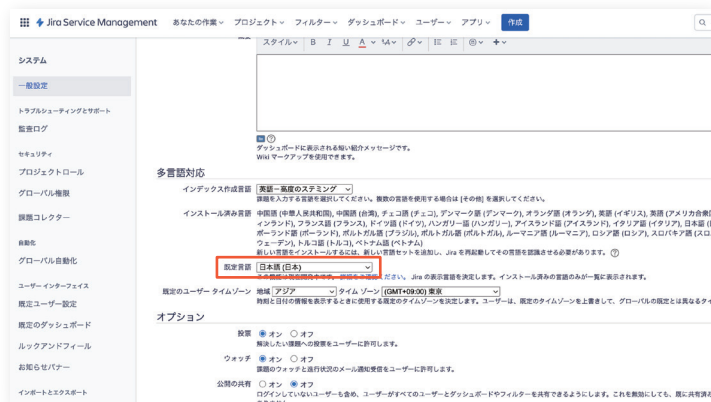 Jira Service Management あなたの作業 プロジェクト フィルター ダッシュボード ユーザー アプリ 作成
システム
一般設定
トラブルシューティングとサポート
監査ログ
セキュリティ
プロジェクトロール
グローバル権限
課題コレクター
自動化
グローバル自動化
ユーザー インターフェイス
既定ユーザー設定
既定のダッシュボード
ルックアンドフィール
お知らせバナー
インポートとエクスポート
スタイル B I U A
ダッシュボードに表示される短い紹介メッセージです。
Wiki マークアップを使用できます。
多言語対応
インデックス作成言語 英語 – 高度のステミング
課題を入力する言語を選択してください。複数の言語を使用する場合は [その他] を選択してください。
インストール済み言語 中国語 (中華人民共和国), 中国語 (台湾), チェコ語 (チェコ), デンマーク語 (デンマーク), オランダ語 (オランダ), 英語 (イギリス), 英語 (アメリカ合衆
ィンランド), フランス語 (フランス), ドイツ語 (ドイツ), ハンガリー語 (ハンガリー), アイスランド語 (アイスランド), イタリア語 (イタリア), 日本語 (
ポーランド語 (ポーランド), ポルトガル語 (ブラジル), ポルトガル語 (ポルトガル), ルーマニア語 (ルーマニア), ロシア語 (ロシア), スロバキア語 (スロ
ウェーデン), トルコ語 (トルコ), ベトナム語 (ベトナム)
新しい言語をインストールするには、新しい言語セットを追加し、Jira を再起動してその言語を認識させる必要があります。
既定言語 日本語 (日本)
ください。 Jira の表示言語を決定します。インストール済みの言語のみが一覧に表示されます。
既定のユーザー タイムゾーン 地域 アジア タイム ゾーン (GMT+09:00) 東京
時刻と日付の情報を表示するときに使用する既定のタイムゾーンを決定します。ユーザーは、既定のタイムゾーンを上書きして、グローバルの既定とは異なるタイ
オプション
投票 オン オフ
解決したい課題への投票をユーザーに許可します。
ウォッチ オン オフ
課題のウォッチと進行状況のメール通知受信をユーザーに許可します。
公開の共有 オン オフ
ログインしていないユーザーも含め、ユーザーがすべてのユーザーとダッシュボードやフィルターを共有できるようにします。これを無効にしても、既に共有済み